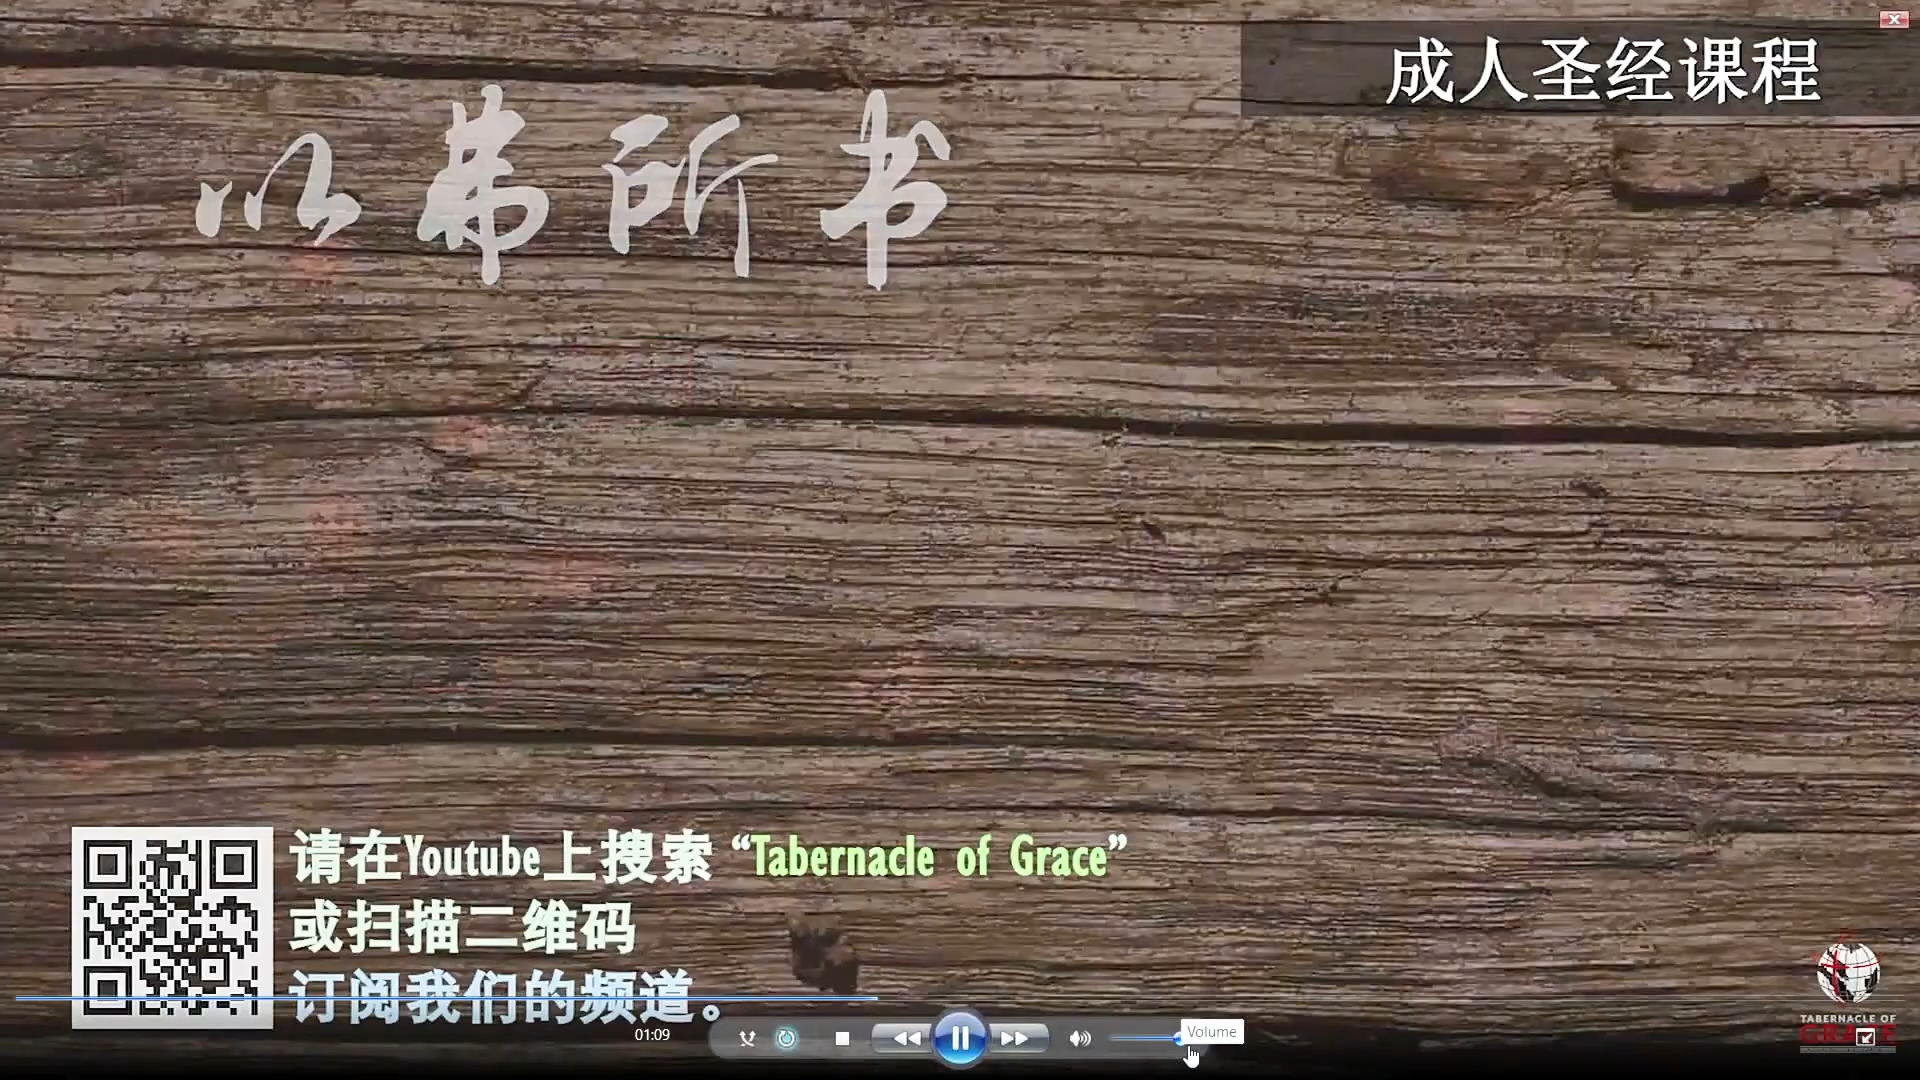 成人圣经课程
以弗所书
请在Youtube上搜索 “Tabernacle of Grace”
或扫描二维码
订阅我们的频道。
01:09
Volume
TABERNACLE OF
GRACE